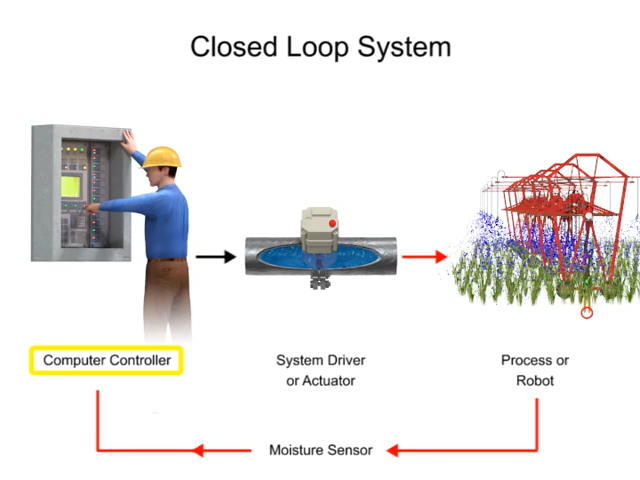 Closed Loop System
Computer Controller
System Driver
or Actuator
Process or
Robot
Moisture Sensor